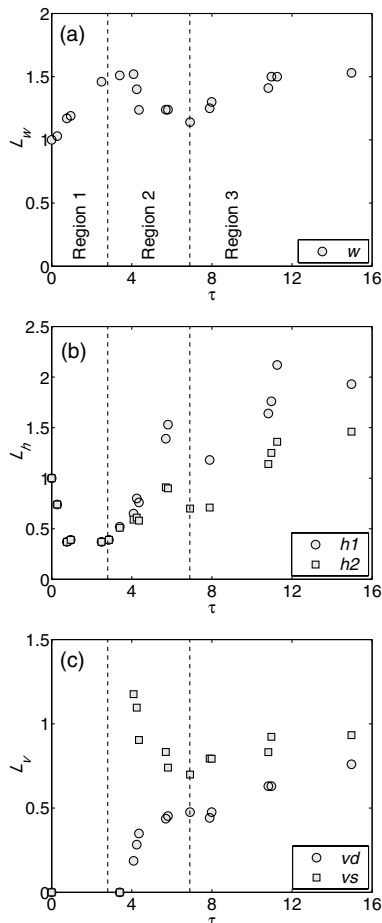 (a)
2
1.5
1
0.5
0
L_w
Region 1
Region 2
Region 3
w
0
4
8
12
16
τ
(b)
2.5
2
1.5
1
0.5
0
L_h
h1
h2
0
4
8
12
16
τ
(c)
1.5
1
0.5
0
L_v
vd
vs
0
4
8
12
16
τ